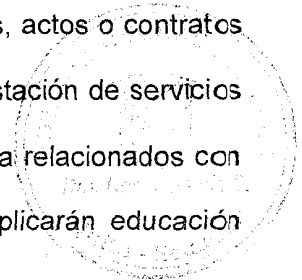 s, actos o contratos
stación de servicios
a relacionados con
plicarán educación